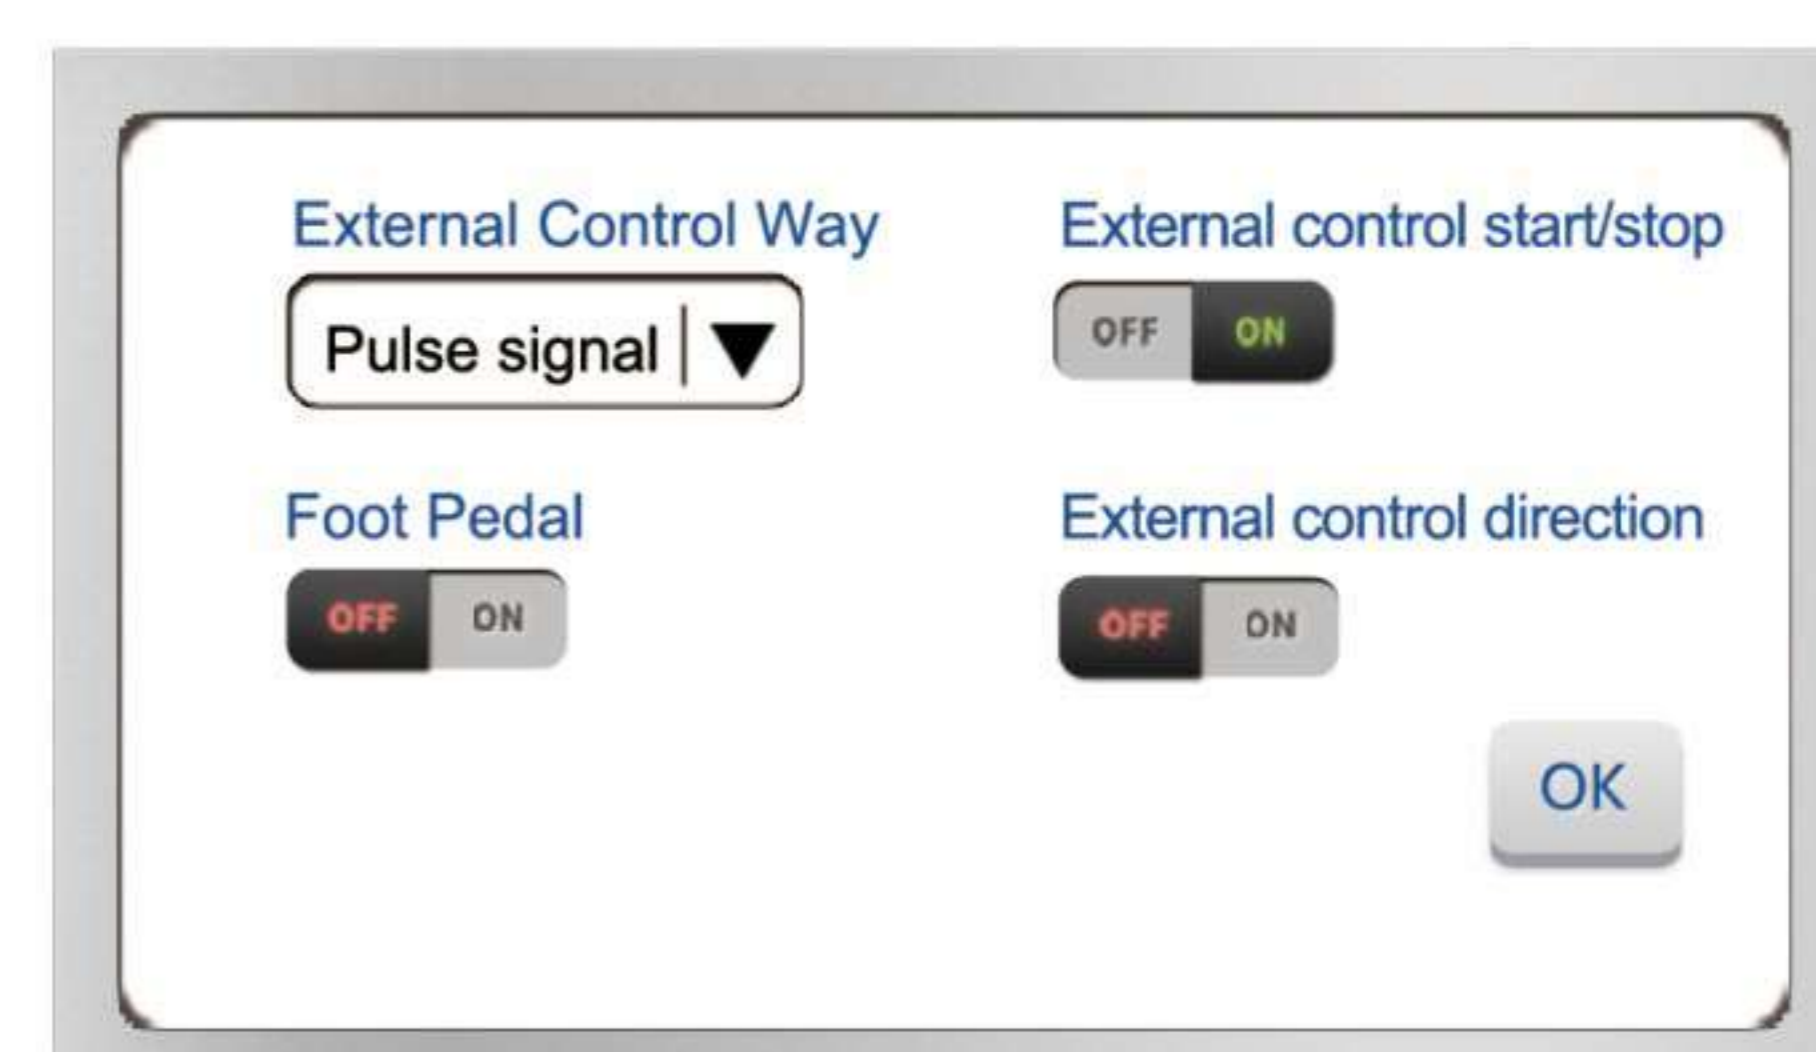 External Control Way
External control start/stop
Pulse signal
OFF ON
Foot Pedal
External control direction
OFF ON
OFF ON
OK